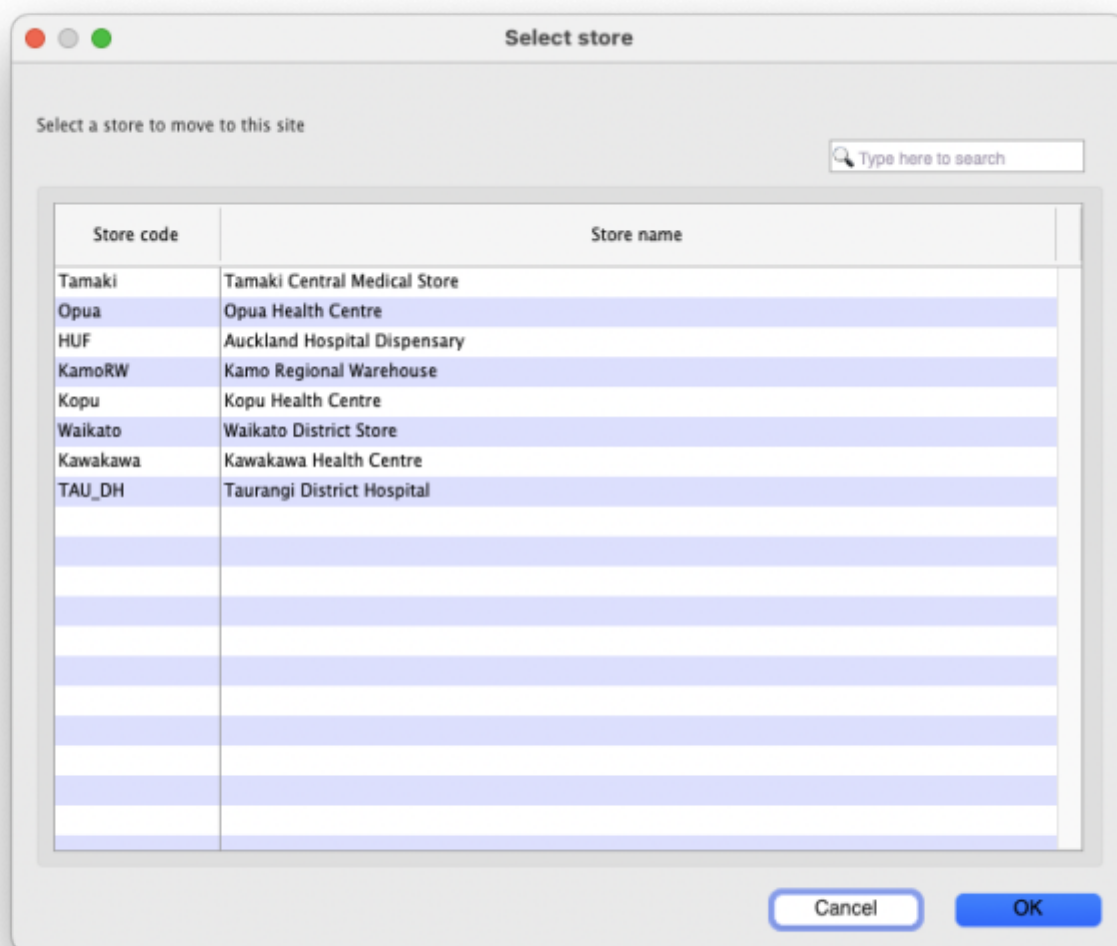 Select store
Select a store to move to this site
Type here to search
Store code Store name
Tamaki Tamaki Central Medical Store
Opua Opua Health Centre
HUF Auckland Hospital Dispensary
KamoRW Kamo Regional Warehouse
Kopu Kopu Health Centre
Waikato Waikato District Store
Kawakawa Kawakawa Health Centre
TAU_DH Taurangi District Hospital
Cancel OK